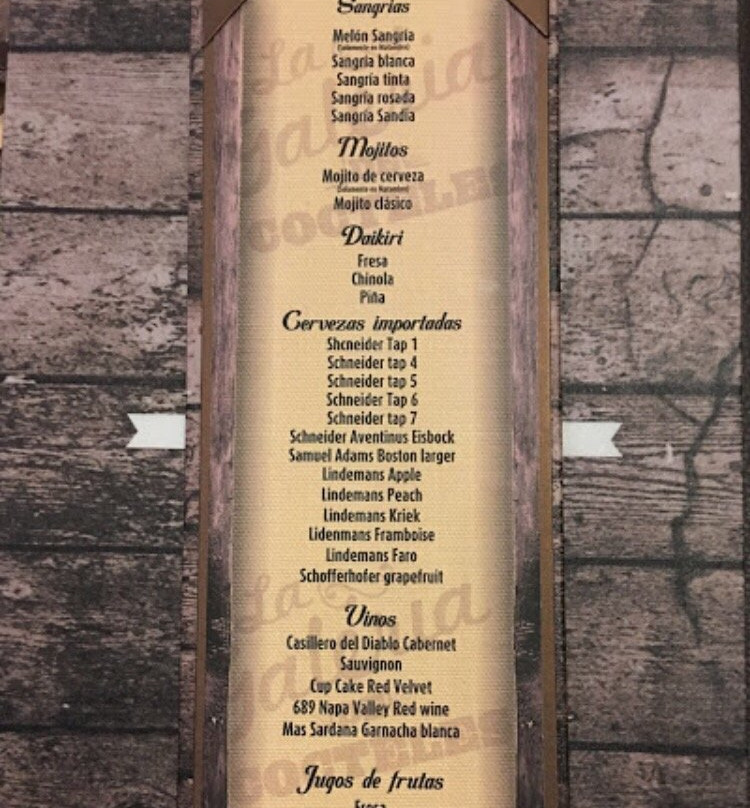 Sangrias
Melón Sangría
Sangría blanca
Sangría tinta
Sangría rosada
Sangría Sandía
Mojitos
Mojito de cerveza
Mojito clásico
Daikiri
Fresa
Chinola
Piña
Cervezas importadas
Shcneider Tap 1
Schneider tap 4
Schneider tap 5
Schneider Tap 6
Schneider tap 7
Schneider Aventinus Eisbock
Samuel Adams Boston larger
Lindemans Apple
Lindemans Peach
Lindemans Kriek
Lidenmans Framboise
Lindemans Faro
Schofferhofer grapefruit
Vinos
Casillero del Diablo Cabernet
Sauvignon
Cup Cake Red Velvet
689 Napa Valley Red wine
Mas Sardana Garnacha blanca
Jugos de frutas
Fresa